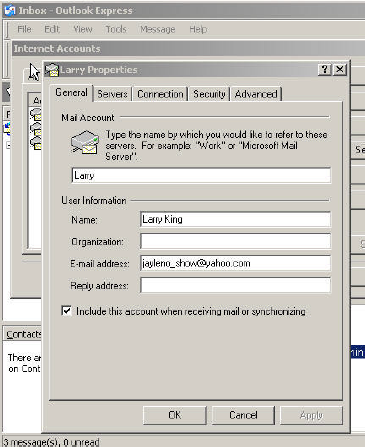 Inbox - Outlook Express
File Edit View Tools Message Help
Internet Accounts
Larry Properties
General Servers Connection Security Advanced
Mail Account
Type the name by which you would like to refer to these
servers. For example: "Work" or "Microsoft Mail
Server".
Larry
User Information
Name: Larry King
Organization:
E-mail address: jayleno_show@yahoo.com
Reply address:
Include this account when receiving mail or synchronizing
Contacts
There ar
on Cont
OK Cancel Apply
3 message(s), 0 unread